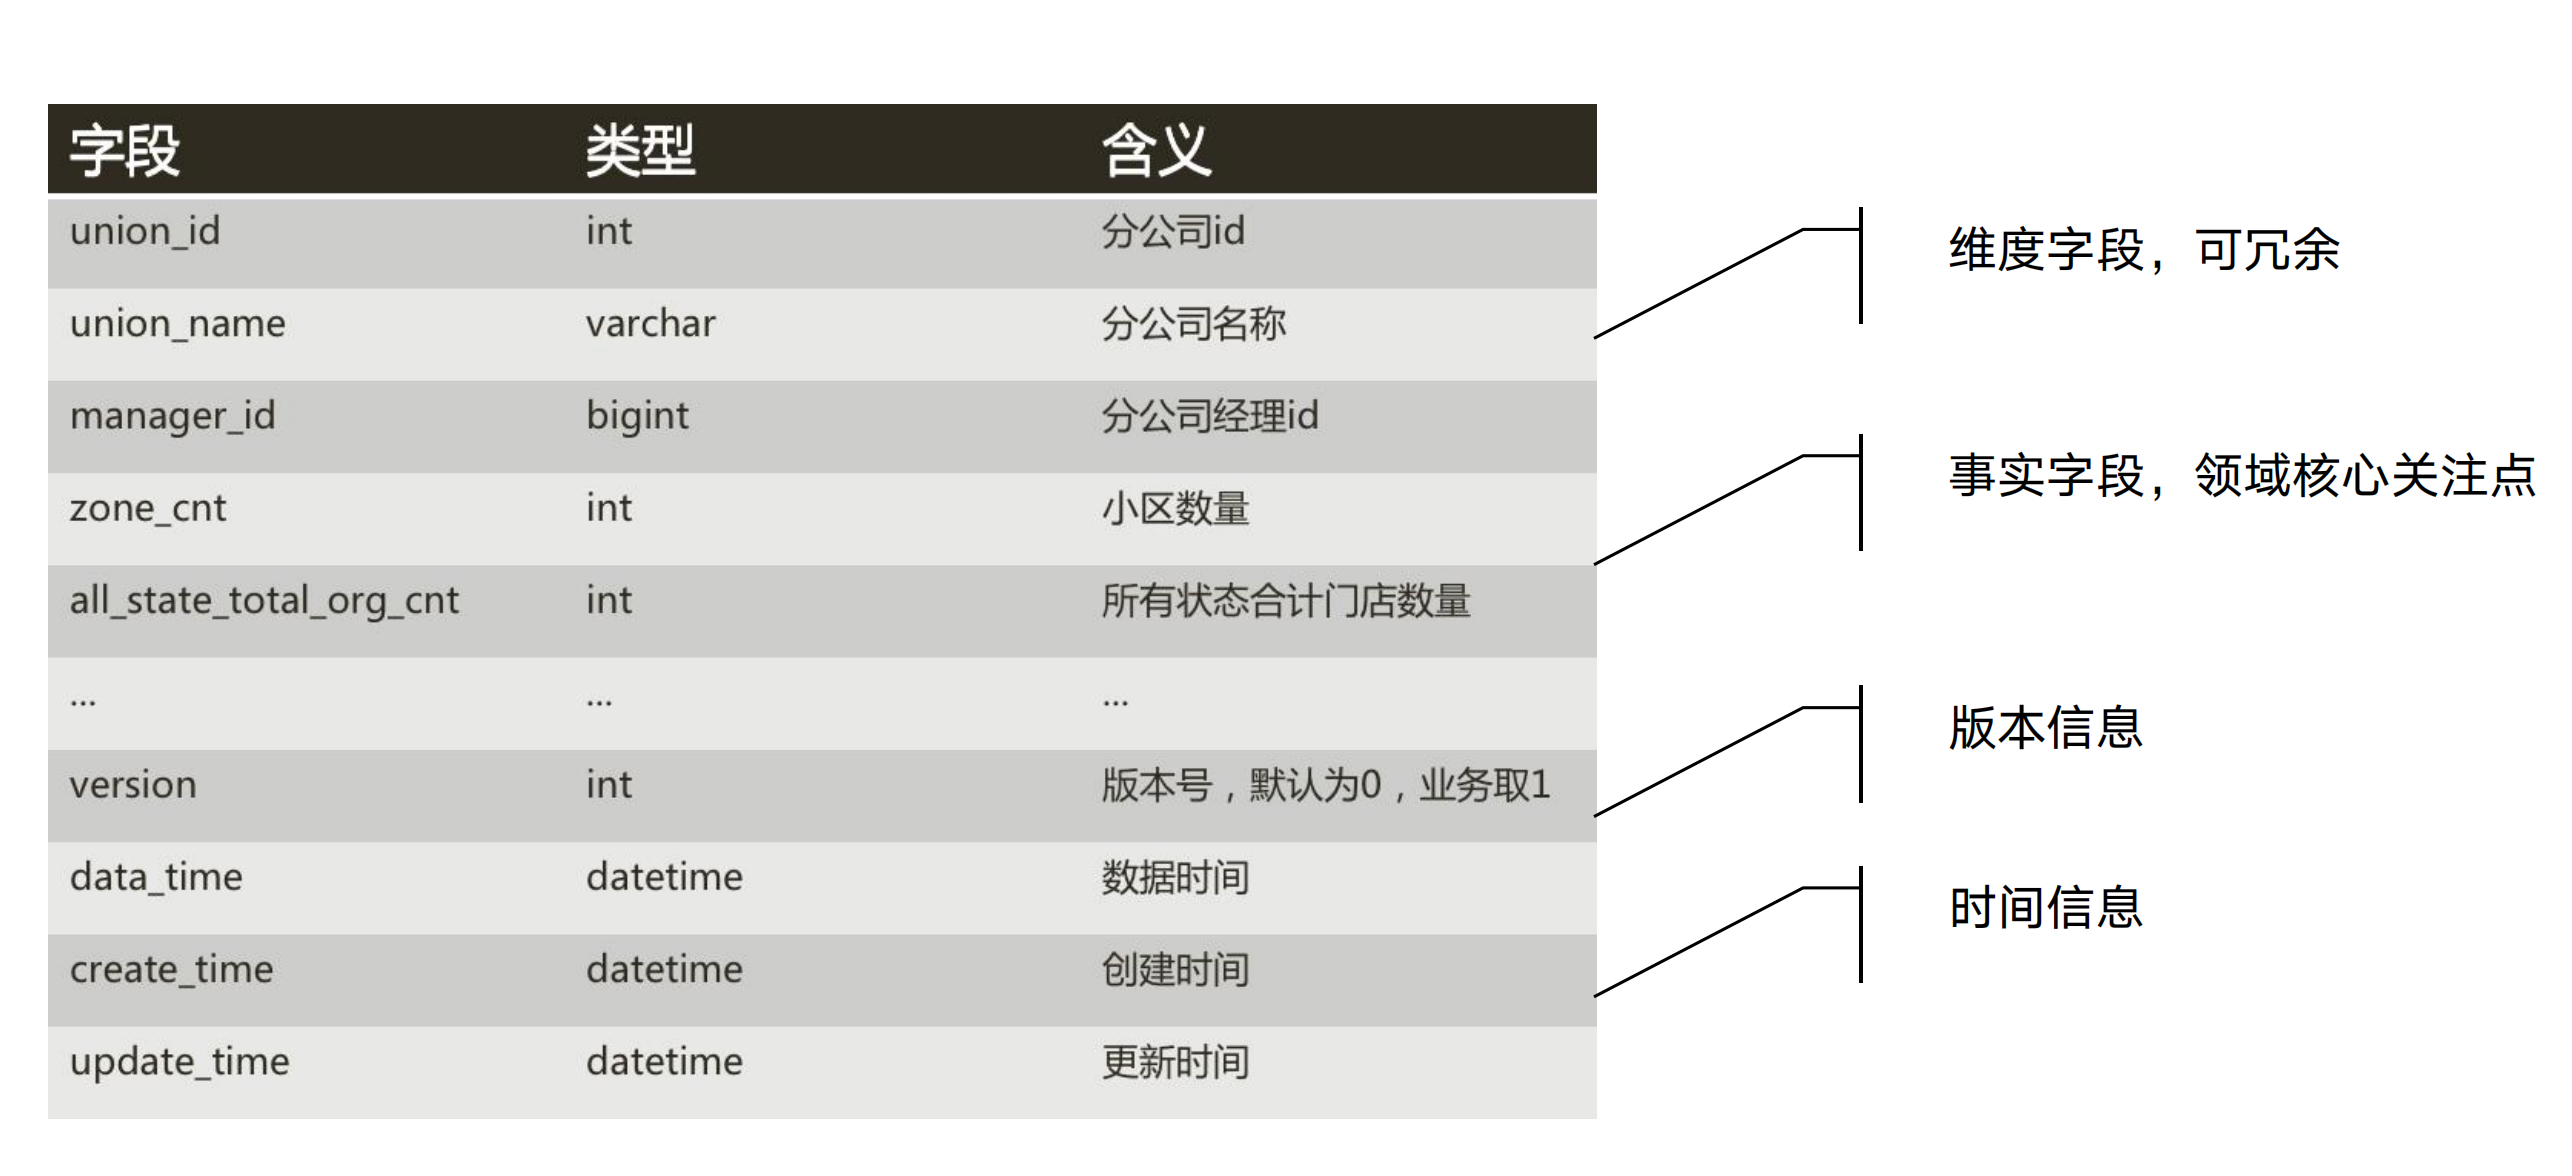 字段 类型 含义
union_id int 分公司id
union_name varchar 分公司名称
manager_id bigint 分公司经理id
zone_cnt int 小区数量
all_state_total_org_cnt int 所有状态合计门店数量
... ... ...
version int 版本号，默认为0，业务取1
data_time datetime 数据时间
create_time datetime 创建时间
update_time datetime 更新时间
维度字段，可冗余
事实字段，领域核心关注点
版本信息
时间信息